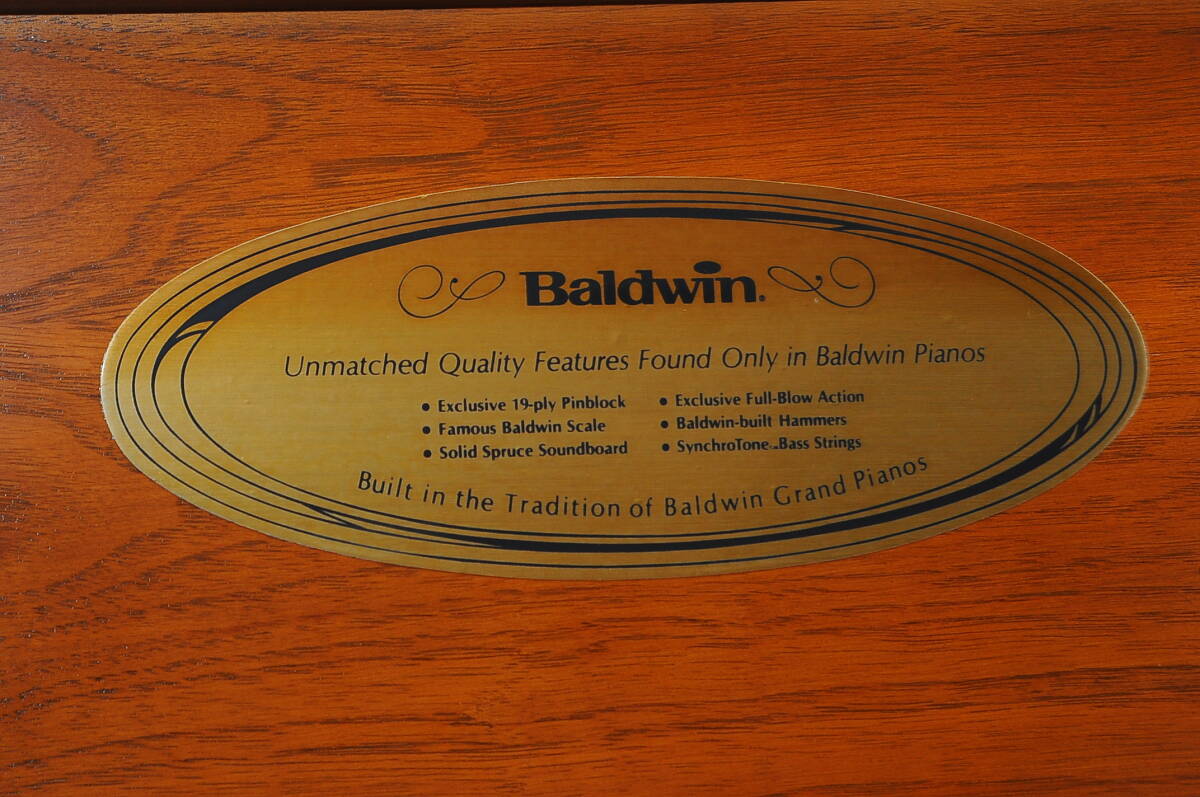 Baldwin.
Unmatched Quality Features Found Only in Baldwin Pianos
• Exclusive 19-ply Pinblock
• Famous Baldwin Scale
• Solid Spruce Soundboard
• Exclusive Full-Blow Action
• Baldwin-built Hammers
• SynchroTone™ Bass Strings
Built in the Tradition of Baldwin Grand Pianos